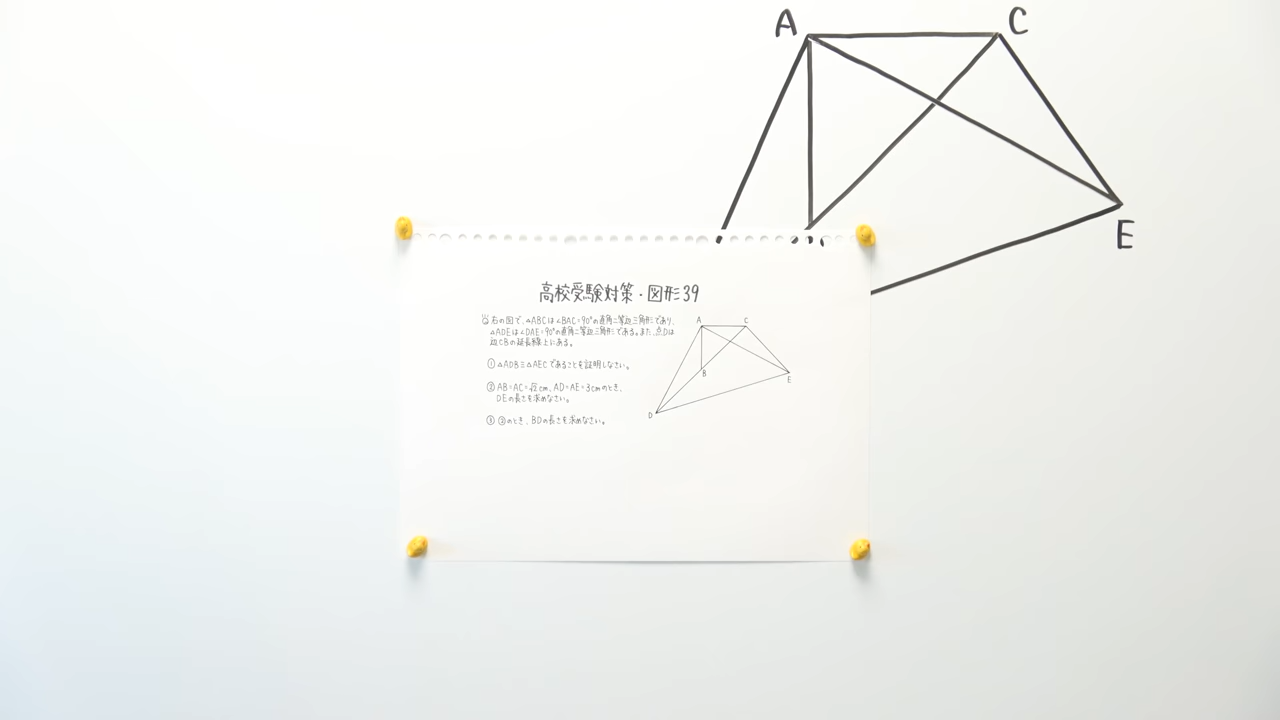 A
C
E
高校受験対策・図形39
右の図で、△ABCは∠BAC=90°の直角二等辺三角形であり、
△ADEは∠DAE=90°の直角二等辺三角形である。また、点Dは
辺CBの延長線上にある。
① △ADB≡△AECであることを証明しなさい。
② AB=AC=√2cm、AD=AE=3cmのとき、
DEの長さを求めなさい。
③ ②のとき、BDの長さを求めなさい。
A
C
B
E
D